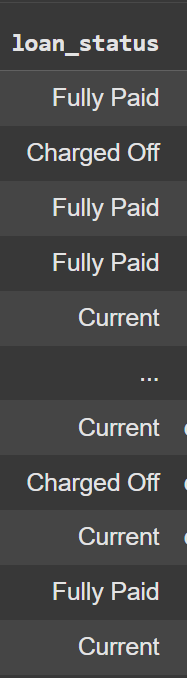 loan_status
Fully Paid
Charged Off
Fully Paid
Fully Paid
Current
...
Current
Charged Off
Current
Fully Paid
Current